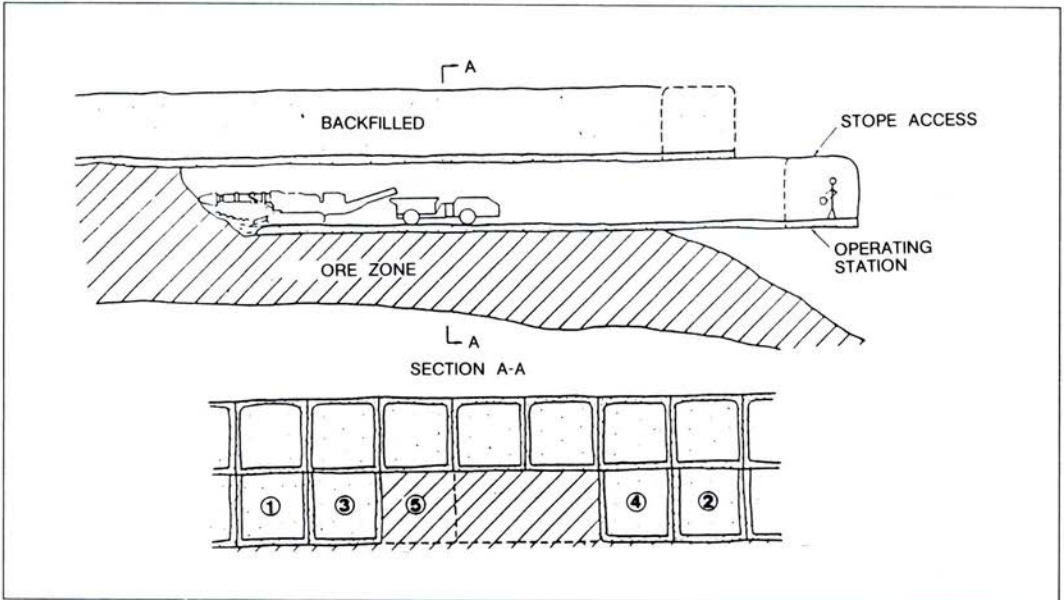 A
BACKFILLED
STOPE ACCESS
ORE ZONE
OPERATING
STATION
A
SECTION A-A
① ③ ⑤ ④ ②